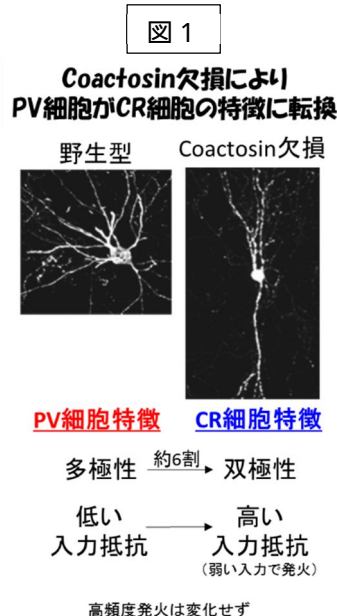 図1
Coactosin欠損により
PV細胞がCR細胞の特徴に転換
野生型 Coactosin欠損
PV細胞特徴 CR細胞特徴
多極性 約6割 双極性
低い 高い
入力抵抗 入力抵抗
(弱い入力で発火)
高頻度発火は変化せず